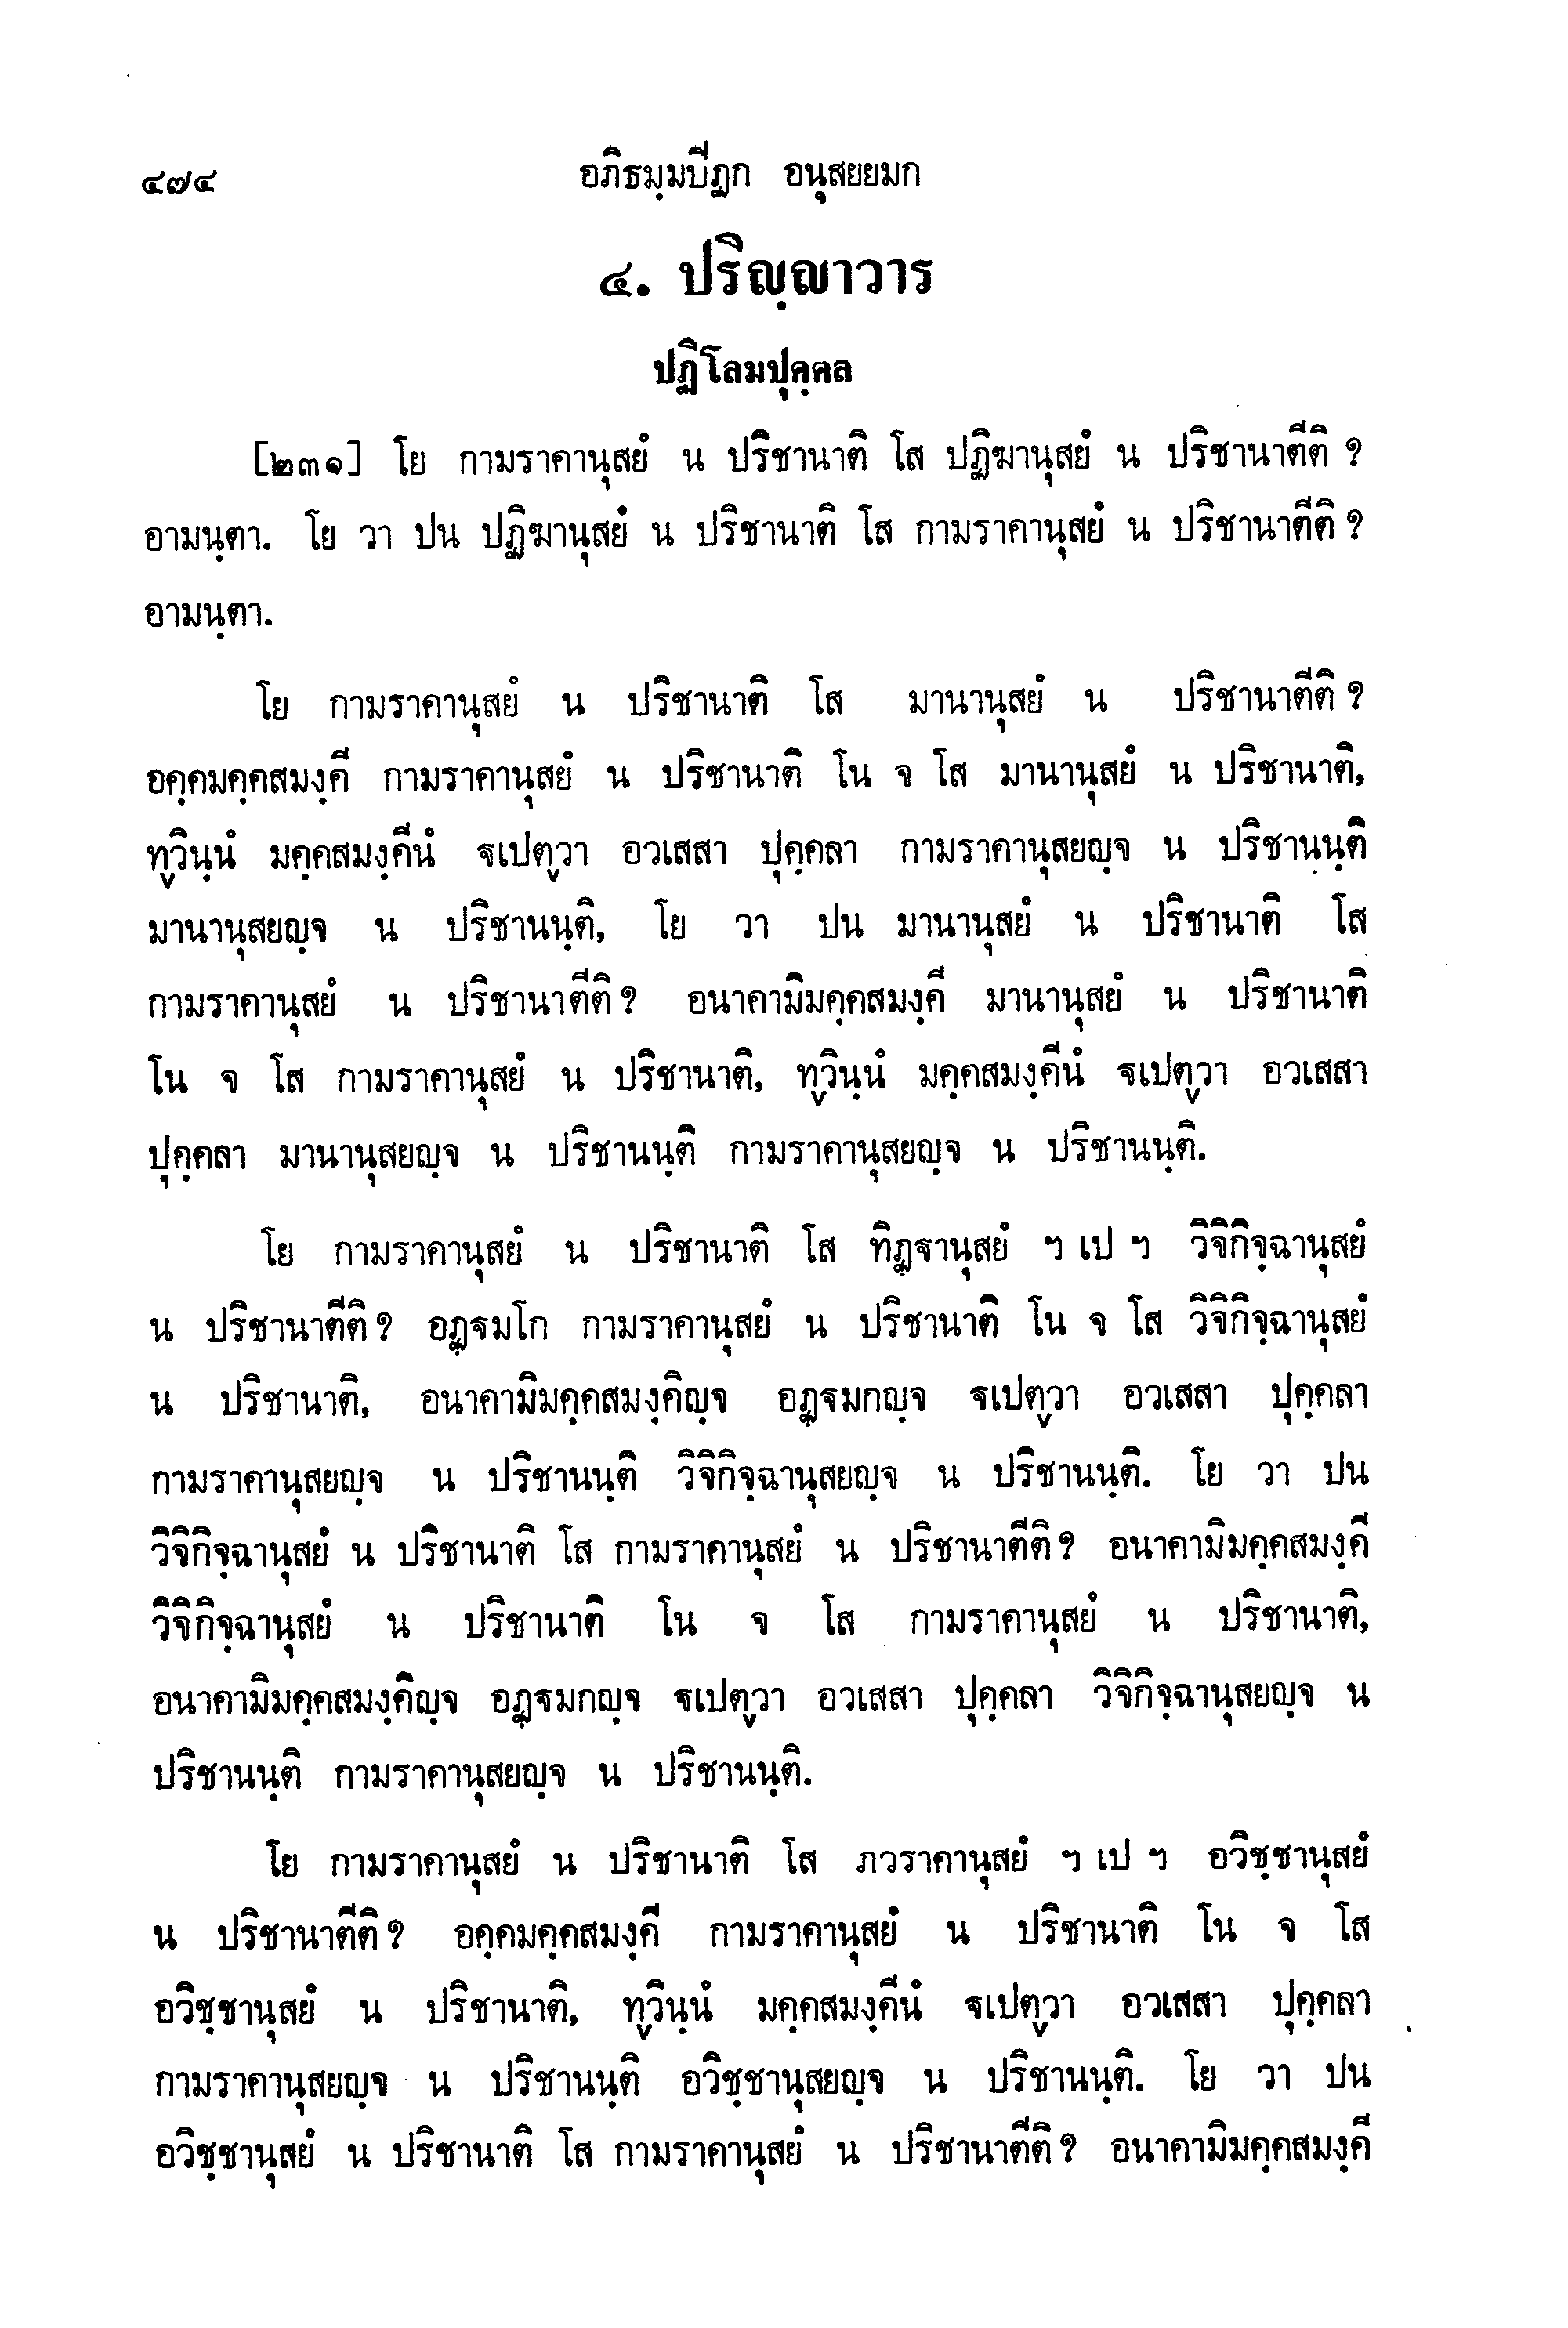 ๔๗๔ อภิธมฺมปีฏก อนุสยยมก
๔. ปริญฺญาวาร
ปฏิโลมปุคฺคล
[๒๓๑] โย กามราคานุสยํ น ปริชานาติ โส ปฏิฆานุสยํ น ปริชานาตีติ ?
อามนฺตา. โย วา ปน ปฏิฆานุสยํ น ปริชานาติ โส กามราคานุสยํ น ปริชานาตีติ ?
อามนฺตา.
โย กามราคานุสยํ น ปริชานาติ โส มานานุสยํ น ปริชานาตีติ ?
อคฺคมคฺคสมงฺคี กามราคานุสยํ น ปริชานาติ โน จ โส มานานุสยํ น ปริชานาติ,
ทฺวินฺนํ มคฺคสมงฺคีนํ ฐเปตฺวา อวเสสา ปุคฺคลา กามราคานุสยญฺจ น ปริชานนฺติ
มานานุสยญฺจ น ปริชานนฺติ, โย วา ปน มานานุสยํ น ปริชานาติ โส
กามราคานุสยํ น ปริชานาตีติ ? อนาคามิมคฺคสมงฺคี มานานุสยํ น ปริชานาติ
โน จ โส กามราคานุสยํ น ปริชานาติ, ทฺวินฺนํ มคฺคสมงฺคีนํ ฐเปตฺวา อวเสสา
ปุคฺคลา มานานุสยญฺจ น ปริชานนฺติ กามราคานุสยญฺจ น ปริชานนฺติ.
โย กามราคานุสยํ น ปริชานาติ โส ทิฏฺฐานุสยํ ฯ เป ฯ วิจิกิจฺฉานุสยํ
น ปริชานาตีติ ? อฏฺฐมโก กามราคานุสยํ น ปริชานาติ โน จ โส วิจิกิจฺฉานุสยํ
น ปริชานาติ, อนาคามิมคฺคสมงฺคิญฺจ อฏฺฐมกญฺจ ฐเปตฺวา อวเสสา ปุคฺคลา
กามราคานุสยญฺจ น ปริชานนฺติ วิจิกิจฺฉานุสยญฺจ น ปริชานนฺติ. โย วา ปน
วิจิกิจฺฉานุสยํ น ปริชานาติ โส กามราคานุสยํ น ปริชานาตีติ ? อนาคามิมคฺคสมงฺคี
วิจิกิจฺฉานุสยํ น ปริชานาติ โน จ โส กามราคานุสยํ น ปริชานาติ,
อนาคามิมคฺคสมงฺคิญฺจ อฏฺฐมกญฺจ ฐเปตฺวา อวเสสา ปุคฺคลา วิจิกิจฺฉานุสยญฺจ น
ปริชานนฺติ กามราคานุสยญฺจ น ปริชานนฺติ.
โย กามราคานุสยํ น ปริชานาติ โส ภวราคานุสยํ ฯ เป ฯ อวิชฺชานุสยํ
น ปริชานาตีติ ? อคฺคมคฺคสมงฺคี กามราคานุสยํ น ปริชานาติ โน จ โส
อวิชฺชานุสยํ น ปริชานาติ, ทฺวินฺนํ มคฺคสมงฺคีนํ ฐเปตฺวา อวเสสา ปุคฺคลา
กามราคานุสยญฺจ น ปริชานนฺติ อวิชฺชานุสยญฺจ น ปริชานนฺติ. โย วา ปน
อวิชฺชานุสยํ น ปริชานาติ โส กามราคานุสยํ น ปริชานาตีติ ? อนาคามิมคฺคสมงฺคี